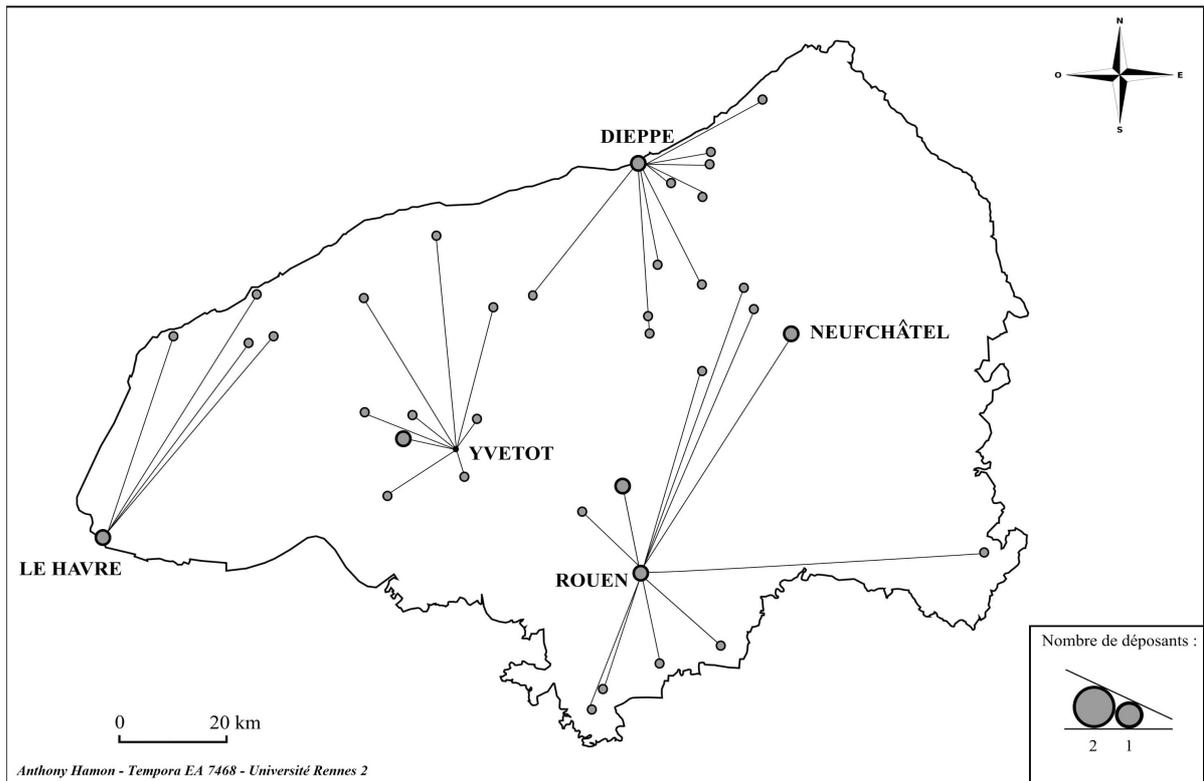 N
O E
S
DIEPPE
NEUFCHÂTEL
YVETOT
LE HAVRE
ROUEN
Nombre de déposants :
2 1
0 20 km
Anthony Hamon - Tempora EA 7468 - Université Rennes 2